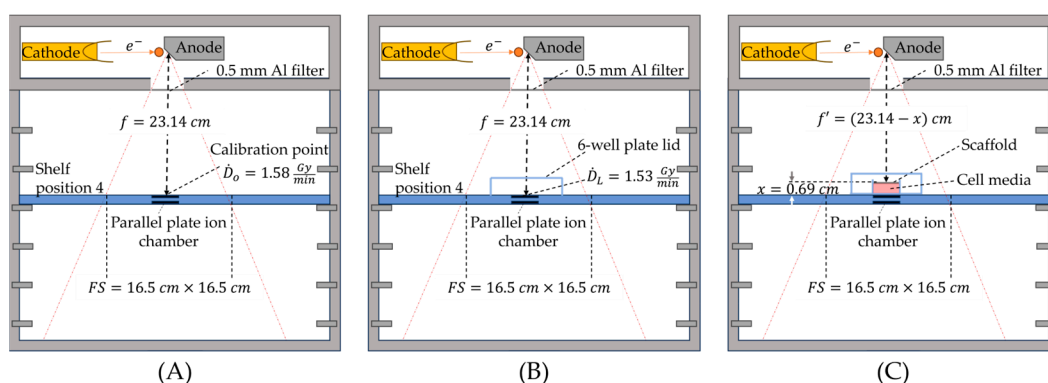 Cathode
e⁻
Anode
0.5 mm Al filter
f = 23.14 cm
Calibration point
Ḋ_O = 1.58 Gy/min
Shelf
position 4
Parallel plate ion
chamber
FS = 16.5 cm × 16.5 cm
(A)
Cathode
e⁻
Anode
0.5 mm Al filter
f = 23.14 cm
6-well plate lid
Shelf
position 4
Ḋ_L = 1.53 Gy/min
Parallel plate ion
chamber
FS = 16.5 cm × 16.5 cm
(B)
Cathode
e⁻
Anode
0.5 mm Al filter
f′ = (23.14 − x) cm
Scaffold
Cell media
x = 0.69 cm
Parallel plate ion
chamber
FS = 16.5 cm × 16.5 cm
(C)